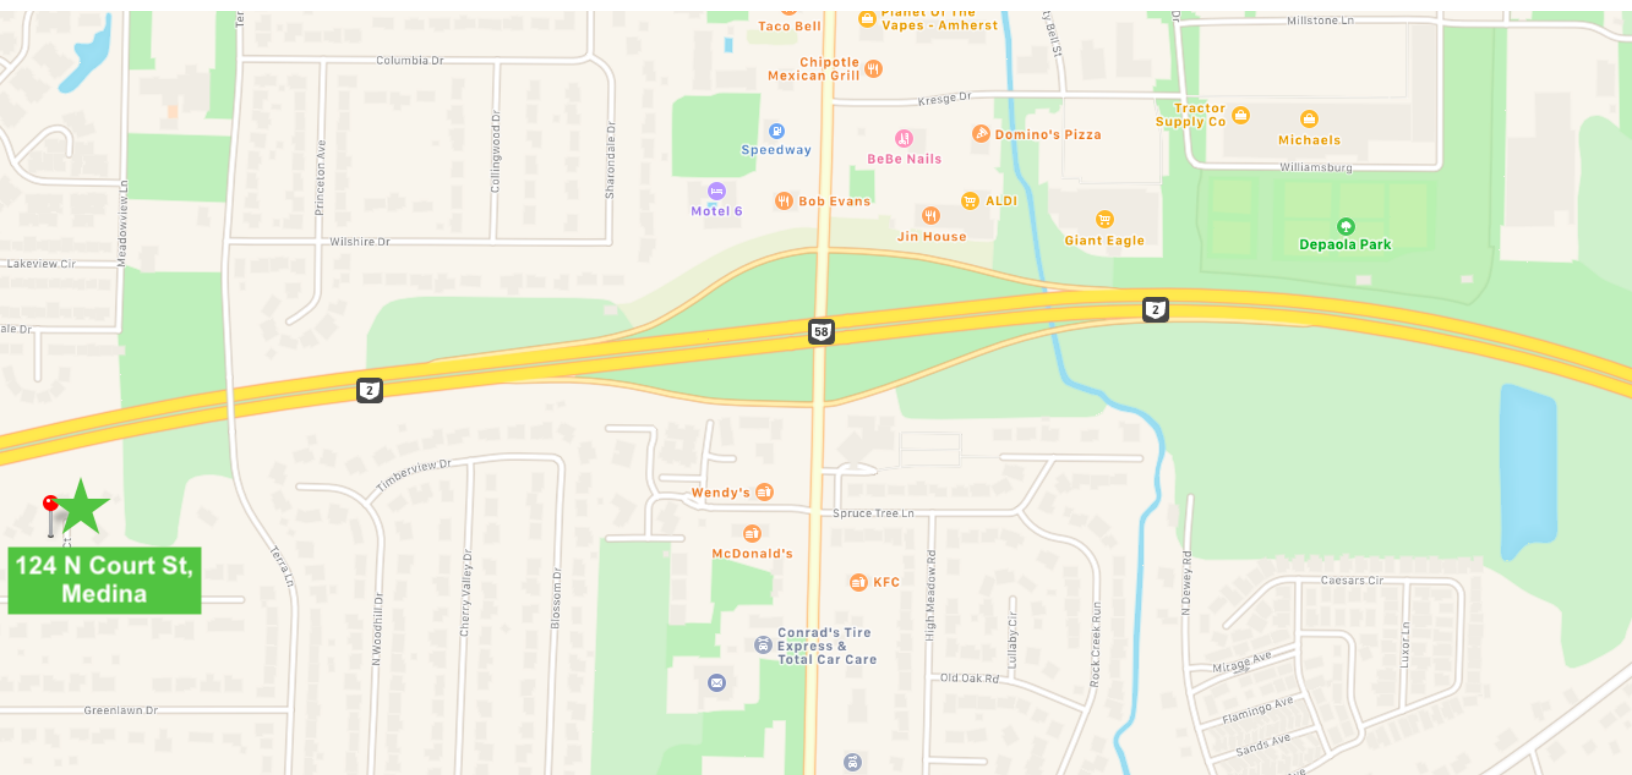 Taco Bell
Planet Of The
Vapes - Amherst
Millstone Ln
Columbia Dr
Chipotle
Mexican Grill
Kresge Dr
Tractor
Supply Co
Michaels
Speedway
BeBe Nails
Domino's Pizza
Princeton Ave
Collingwood Dr
Sharondale Dr
Williamsburg
Meadowview Ln
Motel 6
Bob Evans
ALDI
Wilshire Dr
Jin House
Giant Eagle
Depaola Park
Lakeview Cir
2
58
2
Timberview Dr
Wendy's
Spruce Tree Ln
McDonald's
124 N Court St,
Medina
Terra Ln
KFC
Caesars Cir
N Woodhill Dr
Cherry Valley Dr
Blossom Dr
High Meadow Rd
Lullaby Cir
Rock Creek Run
N Dewey Rd
Conrad's Tire
Express &
Total Car Care
Luxor Ln
Mirage Ave
Old Oak Rd
Greenlawn Dr
Flamingo Ave
Sands Ave